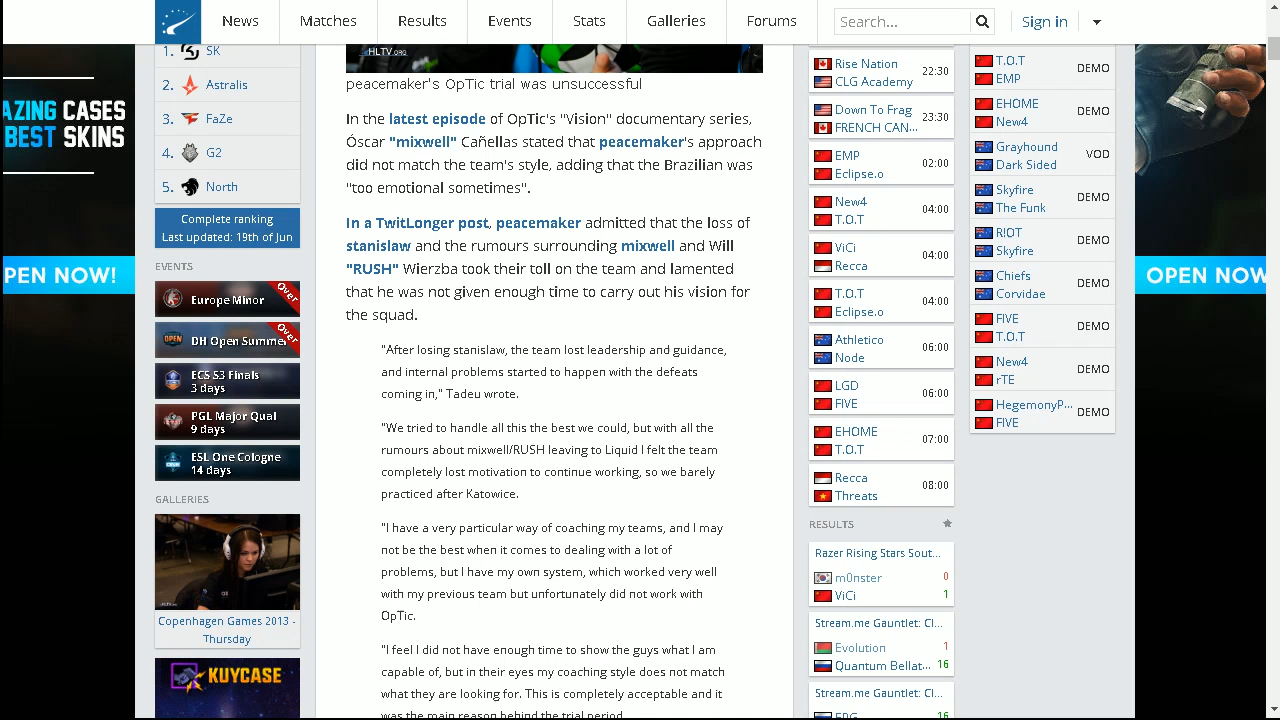 News
Matches
Results
Events
Stats
Galleries
Forums
Search...
Sign in
AZING CASES
BEST SKINS
PEN NOW!
1. SK
2. Astralis
3. FaZe
4. G2
5. North
Complete ranking
Last updated: 19th of Jun
EVENTS
Europe Minor
Over
DH Open Summer
Over
ECS S3 Finals
3 days
PGL Major Qual
9 days
ESL One Cologne
14 days
GALLERIES
Copenhagen Games 2013 -
Thursday
KUYCASE
HLTV.ORG
peacemaker's OpTic trial was unsuccessful
In the latest episode of OpTic's "Vision" documentary series,
Óscar "mixwell" Cañellas stated that peacemaker's approach
did not match the team's style, adding that the Brazilian was
"too emotional sometimes".
In a TwitLonger post, peacemaker admitted that the loss of
stanislaw and the rumours surrounding mixwell and Will
"RUSH" Wierzba took their toll on the team and lamented
that he was not given enough time to carry out his vision for
the squad.
"After losing stanislaw, the team lost leadership and guidance,
and internal problems started to happen with the defeats
coming in," Tadeu wrote.
"We tried to handle all this the best we could, but with all the
rumours about mixwell/RUSH leaving to Liquid I felt the team
completely lost motivation to continue working, so we barely
practiced after Katowice.
"I have a very particular way of coaching my teams, and I may
not be the best when it comes to dealing with a lot of
problems, but I have my own system, which worked very well
with my previous team but unfortunately did not work with
OpTic.
"I feel I did not have enough time to show the guys what I am
capable of, but in their eyes my coaching style does not match
what they are looking for. This is completely acceptable and it
was the main reason behind the trial period.
Rise Nation
CLG Academy
22:30
Down To Frag
FRENCH CAN...
23:30
EMP
Eclipse.o
02:00
New4
T.O.T
04:00
ViCi
Recca
04:00
T.O.T
Eclipse.o
04:00
Athletico
Node
06:00
LGD
FIVE
06:00
EHOME
T.O.T
07:00
Recca
Threats
08:00
RESULTS
Razer Rising Stars Sout...
m0nster 0
ViCi 1
Stream.me Gauntlet: Cl...
Evolution 1
Quantum Bellat... 16
Stream.me Gauntlet: Cl...
16
T.O.T
EMP
DEMO
EHOME
New4
DEMO
Grayhound
Dark Sided
VOD
Skyfire
The Funk
DEMO
R!OT
Skyfire
DEMO
Chiefs
Corvidae
DEMO
FIVE
T.O.T
DEMO
New4
rTE
DEMO
HegemonyP...
FIVE
DEMO
OPEN NOW